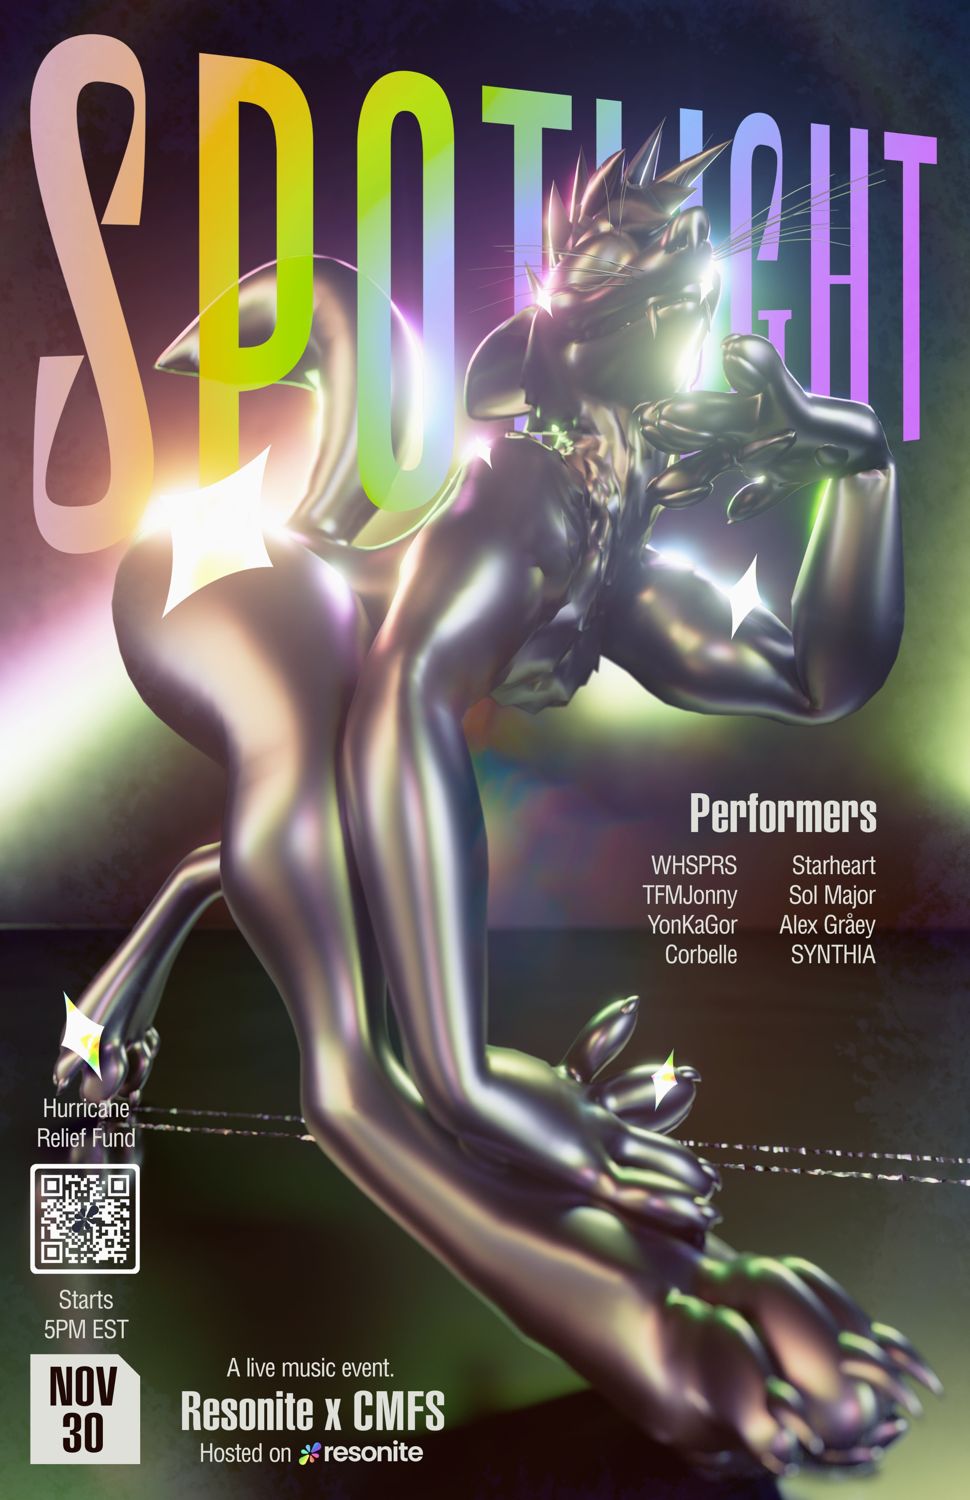 SPOTLIGHT
Performers
WHSPRS
TFMJonny
YonKaGor
Corbelle
Starheart
Sol Major
Alex Gråey
SYNTHIA
Hurricane
Relief Fund
Starts
5PM EST
NOV
30
A live music event.
Resonite x CMFS
Hosted on resonite